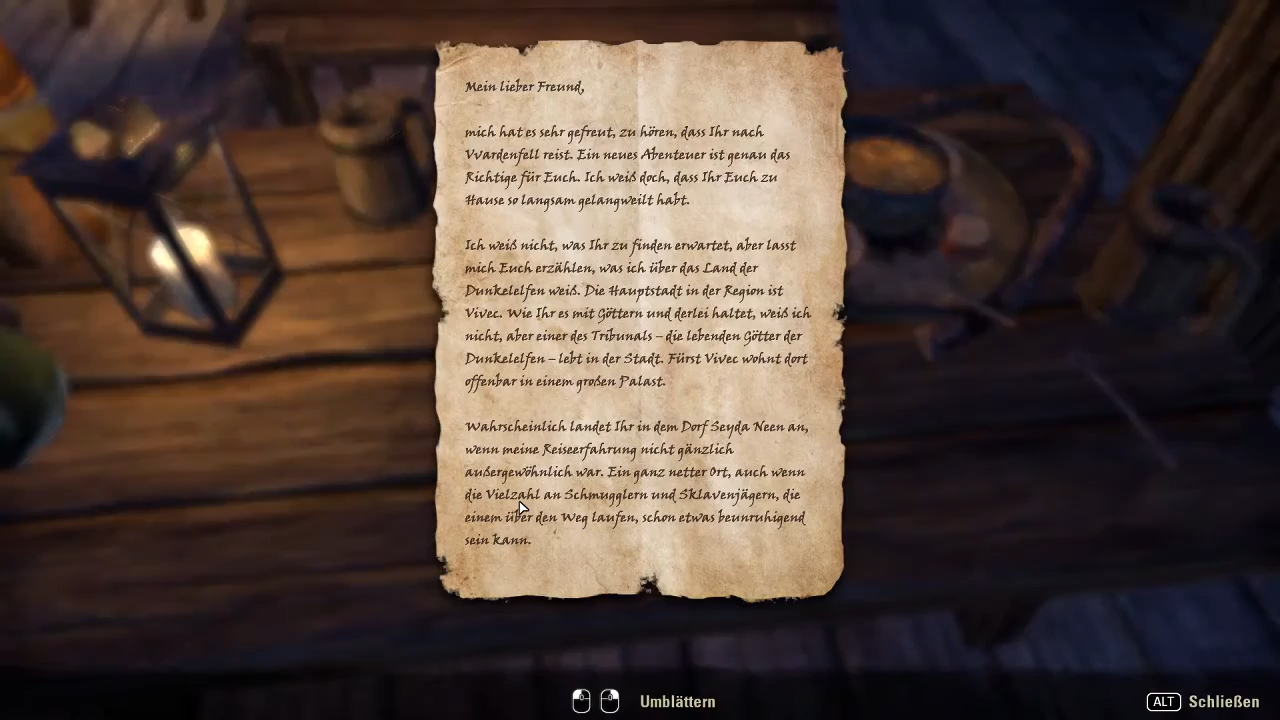 Mein lieber Freund,
mich hat es sehr gefreut, zu hören, dass Ihr nach
Vvardenfell reist. Ein neues Abenteuer ist genau das
Richtige für Euch. Ich weiß doch, dass Ihr Euch zu
Hause so langsam gelangweilt habt.
Ich weiß nicht, was Ihr zu finden erwartet, aber lasst
mich Euch erzählen, was ich über das Land der
Dunkelelfen weiß. Die Hauptstadt in der Region ist
Vivec. Wie Ihr es mit Göttern und derlei haltet, weiß ich
nicht, aber einer des Tribunals – die lebenden Götter der
Dunkelelfen – lebt in der Stadt. Fürst Vivec wohnt dort
offenbar in einem großen Palast.
Wahrscheinlich landet Ihr in dem Dorf Seyda Neen an,
wenn meine Reiseerfahrung nicht gänzlich
außergewöhnlich war. Ein ganz netter Ort, auch wenn
die Vielzahl an Schmugglern und Sklavenjägern, die
einem über den Weg laufen, schon etwas beunruhigend
sein kann.
Umblättern
ALT Schließen